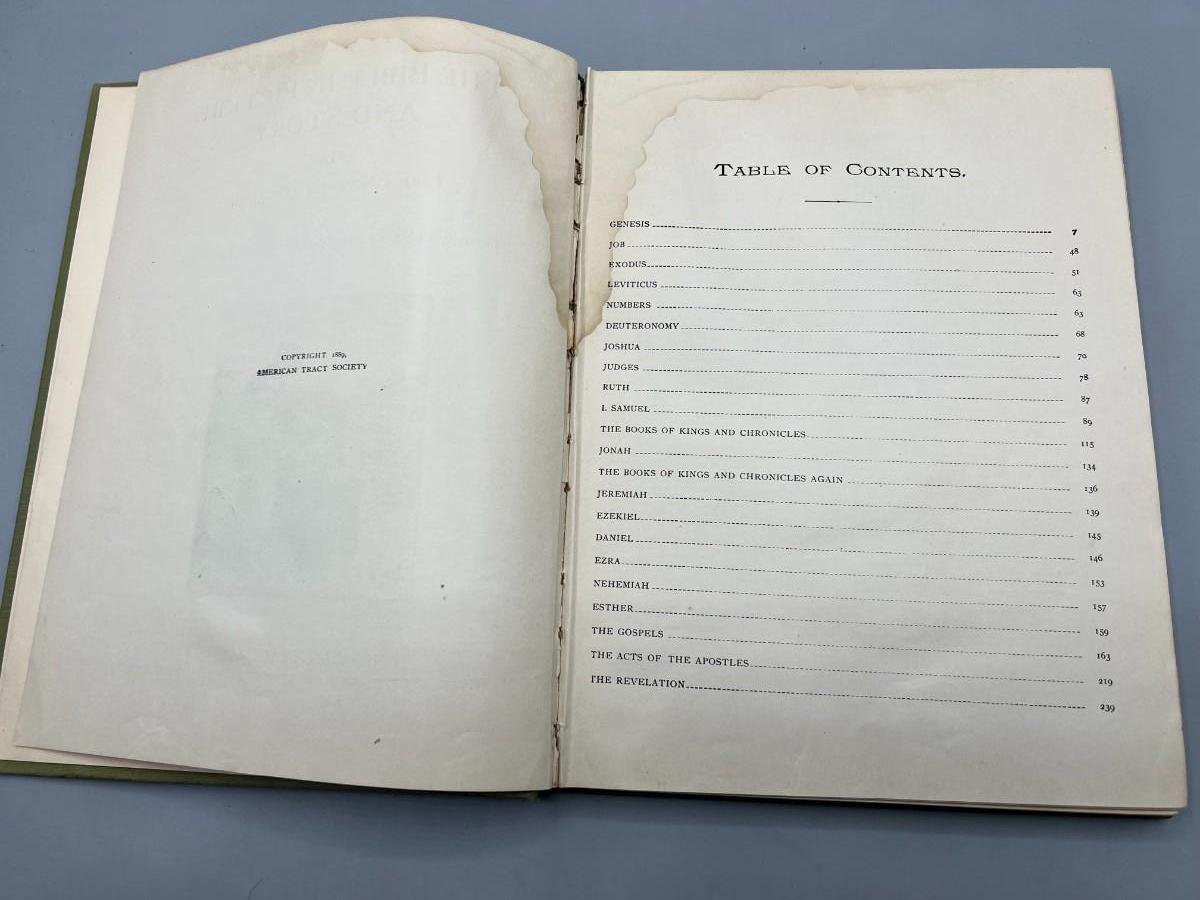 COPYRIGHT 1889,
AMERICAN TRACT SOCIETY
TABLE OF CONTENTS.
GENESIS 7
JOB 48
EXODUS 51
LEVITICUS 63
NUMBERS 63
DEUTERONOMY 68
JOSHUA 70
JUDGES 78
RUTH 87
I. SAMUEL 89
THE BOOKS OF KINGS AND CHRONICLES 115
JONAH 134
THE BOOKS OF KINGS AND CHRONICLES AGAIN 136
JEREMIAH 139
EZEKIEL 145
DANIEL 146
EZRA 153
NEHEMIAH 157
ESTHER 159
THE GOSPELS 163
THE ACTS OF THE APOSTLES 219
THE REVELATION 239